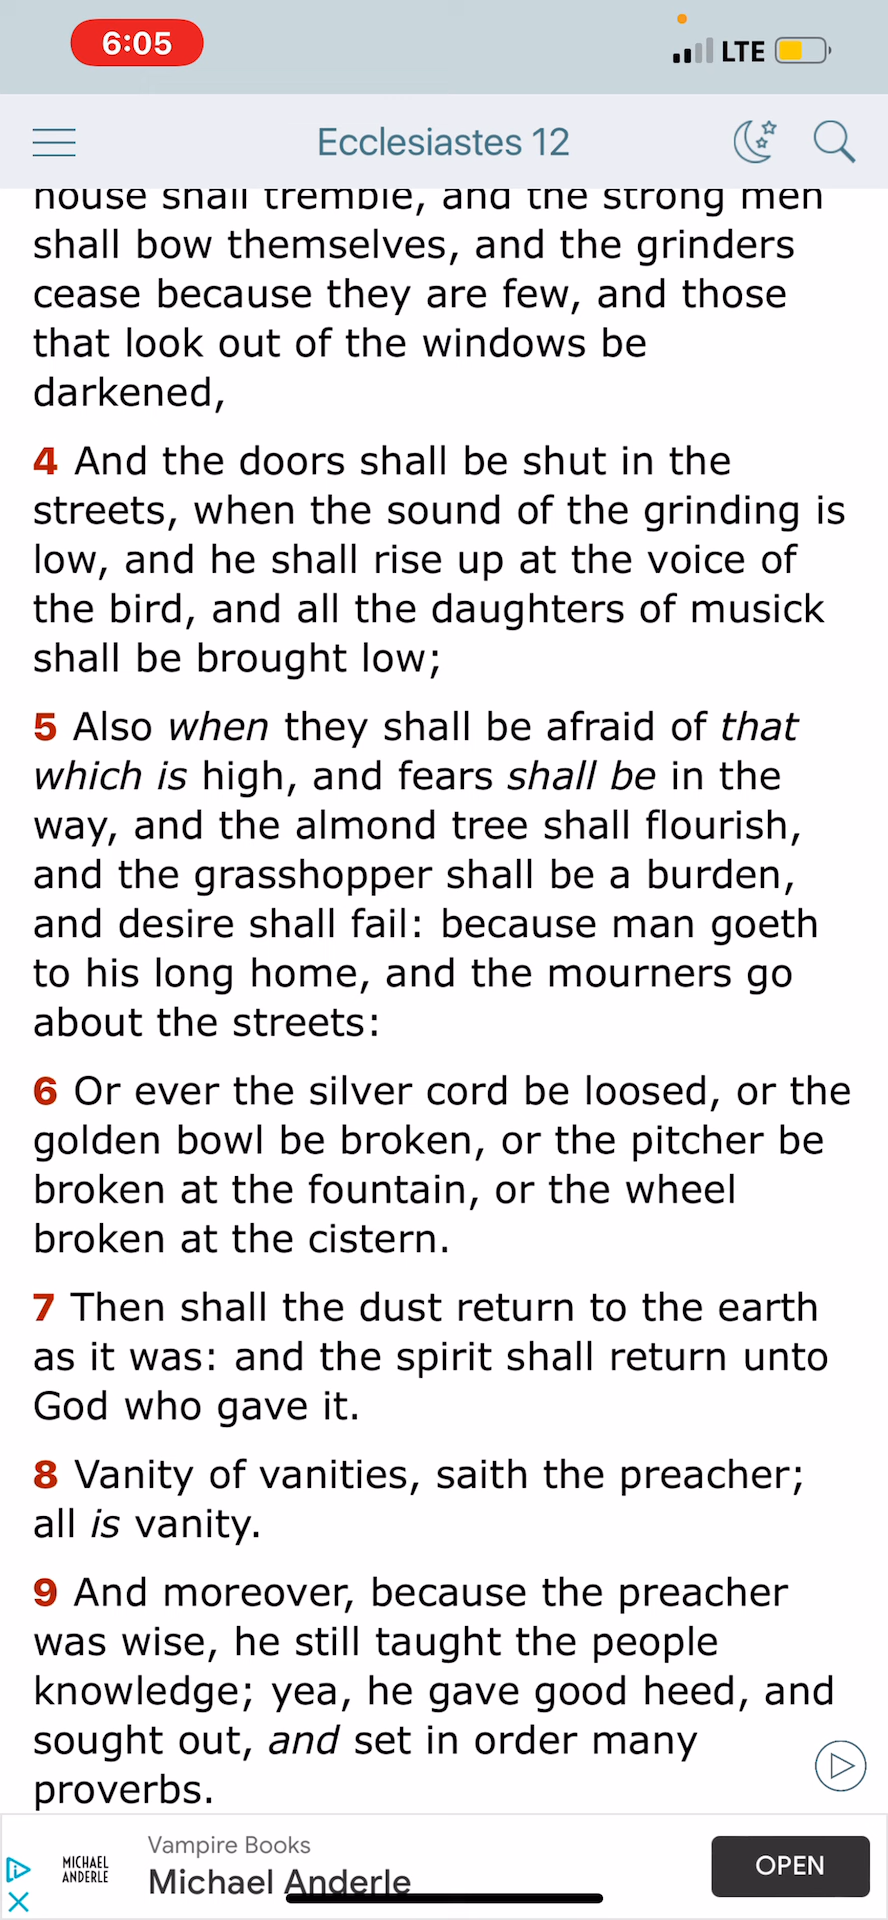 6:05
LTE
Ecclesiastes 12
house shall tremble, and the strong men
shall bow themselves, and the grinders
cease because they are few, and those
that look out of the windows be
darkened,
4 And the doors shall be shut in the
streets, when the sound of the grinding is
low, and he shall rise up at the voice of
the bird, and all the daughters of musick
shall be brought low;
5 Also when they shall be afraid of that
which is high, and fears shall be in the
way, and the almond tree shall flourish,
and the grasshopper shall be a burden,
and desire shall fail: because man goeth
to his long home, and the mourners go
about the streets:
6 Or ever the silver cord be loosed, or the
golden bowl be broken, or the pitcher be
broken at the fountain, or the wheel
broken at the cistern.
7 Then shall the dust return to the earth
as it was: and the spirit shall return unto
God who gave it.
8 Vanity of vanities, saith the preacher;
all is vanity.
9 And moreover, because the preacher
was wise, he still taught the people
knowledge; yea, he gave good heed, and
sought out, and set in order many
proverbs.
MICHAEL
ANDERLE
Vampire Books
Michael Anderle
OPEN